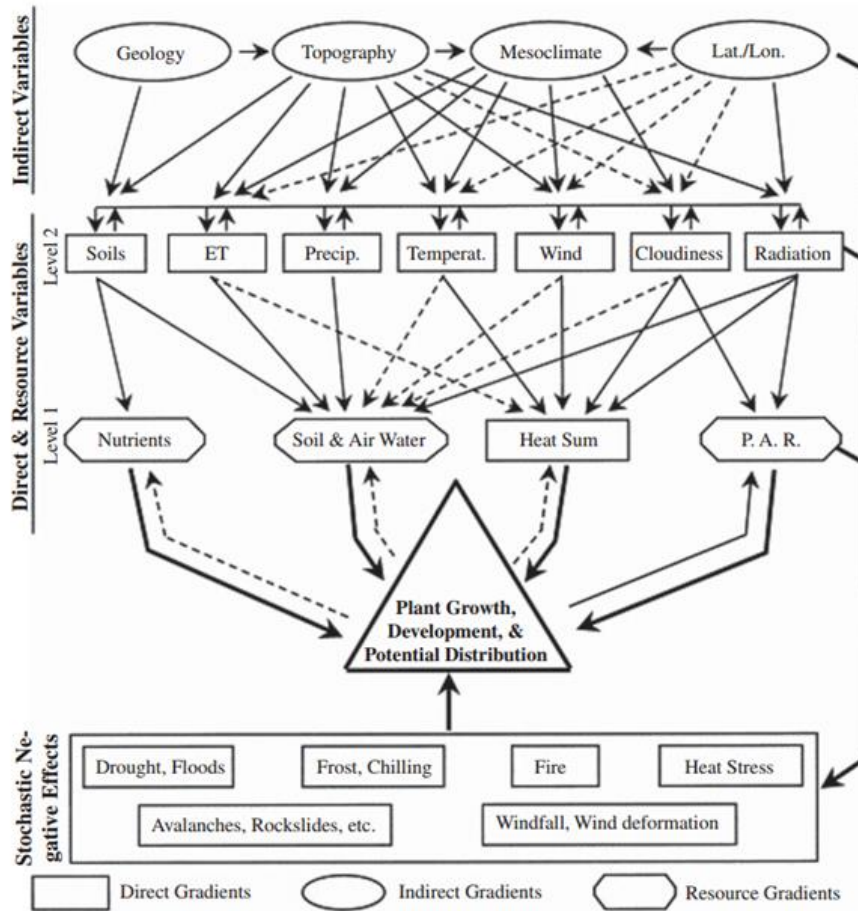 Indirect Variables
Geology
Topography
Mesoclimate
Lat./Lon.
Direct & Resource Variables
Level 2
Soils
ET
Precip.
Temperat.
Wind
Cloudiness
Radiation
Level 1
Nutrients
Soil & Air Water
Heat Sum
P. A. R.
Plant Growth,
Development, &
Potential Distribution
Stochastic Ne-
gative Effects
Drought, Floods
Frost, Chilling
Fire
Heat Stress
Avalanches, Rockslides, etc.
Windfall, Wind deformation
Direct Gradients
Indirect Gradients
Resource Gradients